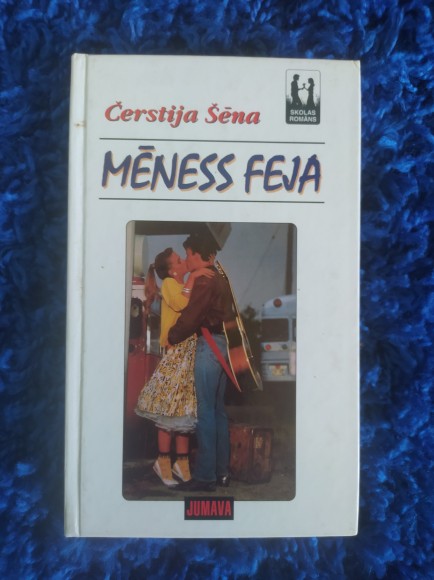 Čerstija Šēna
SKOLAS
ROMĀNS
MĒNESS FEJA
JUMAVA